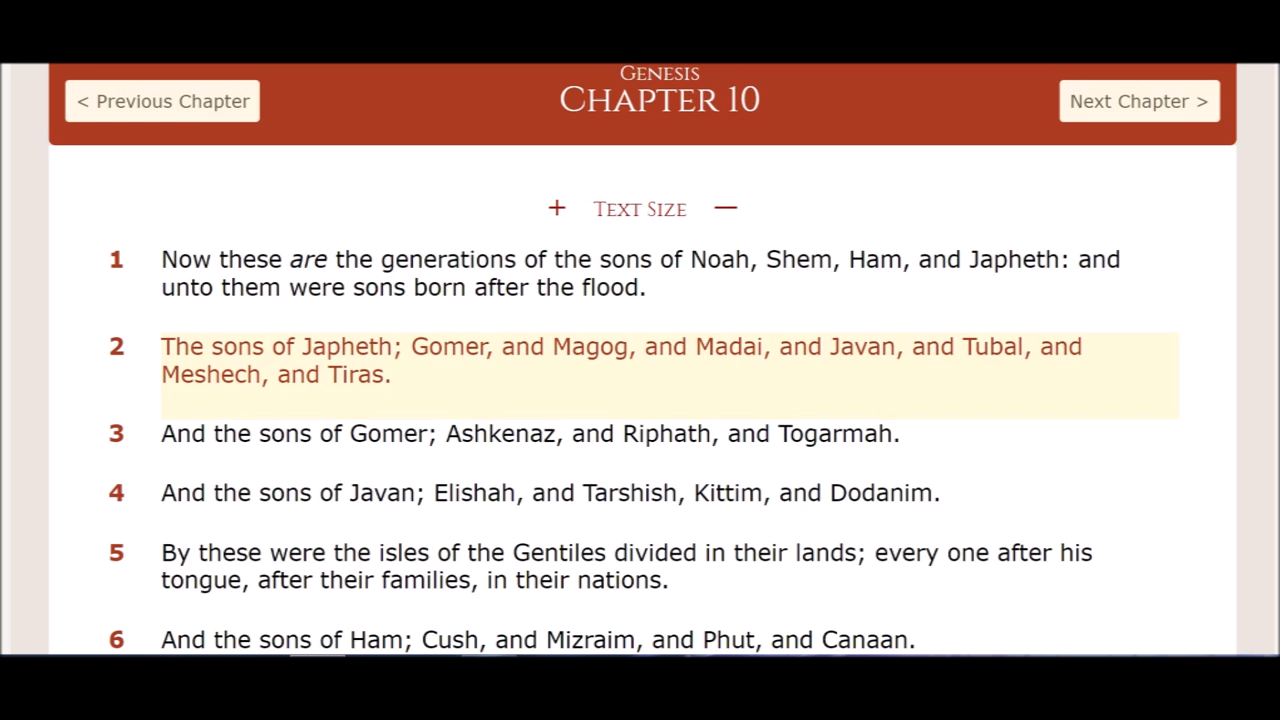 GENESIS
< Previous Chapter
CHAPTER 10
Next Chapter >
+ TEXT SIZE —
1 Now these are the generations of the sons of Noah, Shem, Ham, and Japheth: and
unto them were sons born after the flood.
2 The sons of Japheth; Gomer, and Magog, and Madai, and Javan, and Tubal, and
Meshech, and Tiras.
3 And the sons of Gomer; Ashkenaz, and Riphath, and Togarmah.
4 And the sons of Javan; Elishah, and Tarshish, Kittim, and Dodanim.
5 By these were the isles of the Gentiles divided in their lands; every one after his
tongue, after their families, in their nations.
6 And the sons of Ham; Cush, and Mizraim, and Phut, and Canaan.